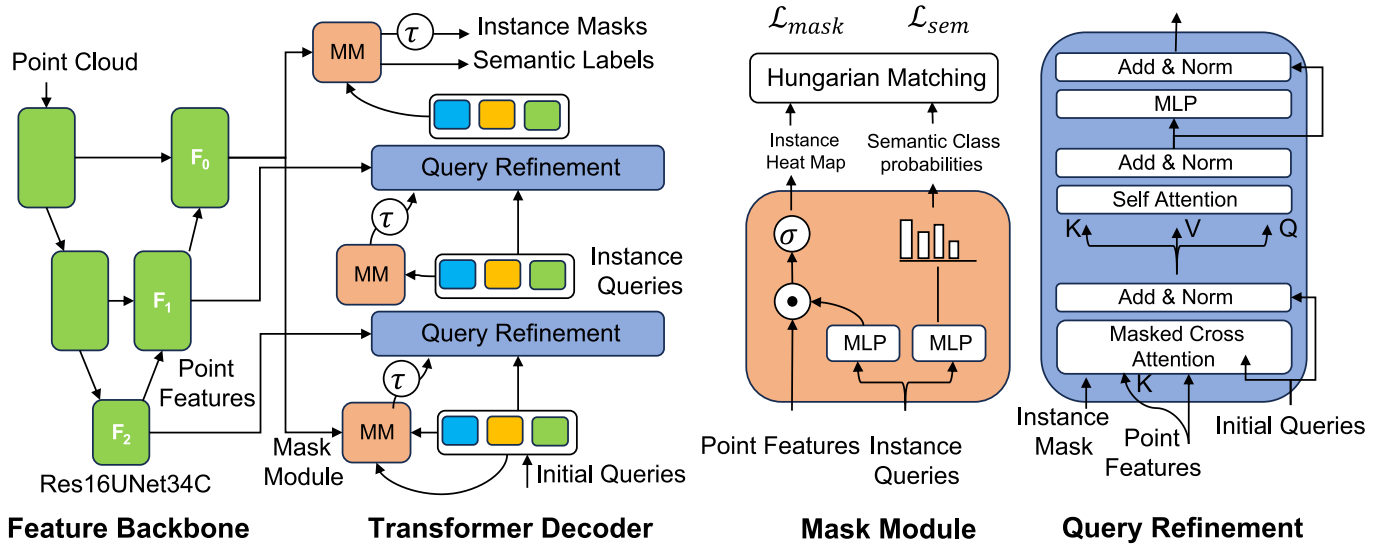 Point Cloud
F0
F1
F2
Point
Features
Res16UNet34C
Feature Backbone
MM
τ
Instance Masks
Semantic Labels
Query Refinement
τ
MM
Instance
Queries
Query Refinement
τ
MM
Mask
Module
Initial Queries
Transformer Decoder
ℒmask
ℒsem
Hungarian Matching
Instance
Heat Map
Semantic Class
probabilities
σ
MLP
MLP
Point Features
Instance
Queries
Mask Module
Add & Norm
MLP
Add & Norm
Self Attention
K
V
Q
Add & Norm
Masked Cross
Attention
K
Instance
Mask
Point
Features
Initial Queries
Query Refinement